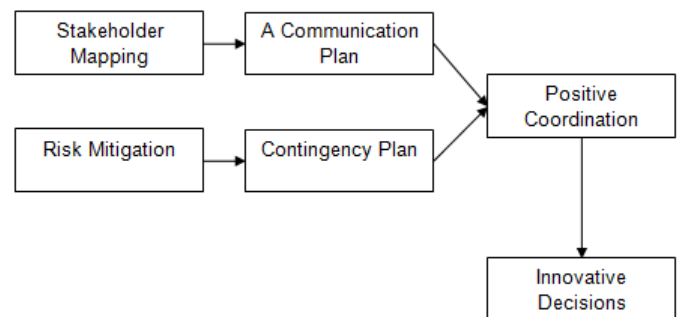 Stakeholder
Mapping
A Communication
Plan
Risk Mitigation
Contingency Plan
Positive
Coordination
Innovative
Decisions